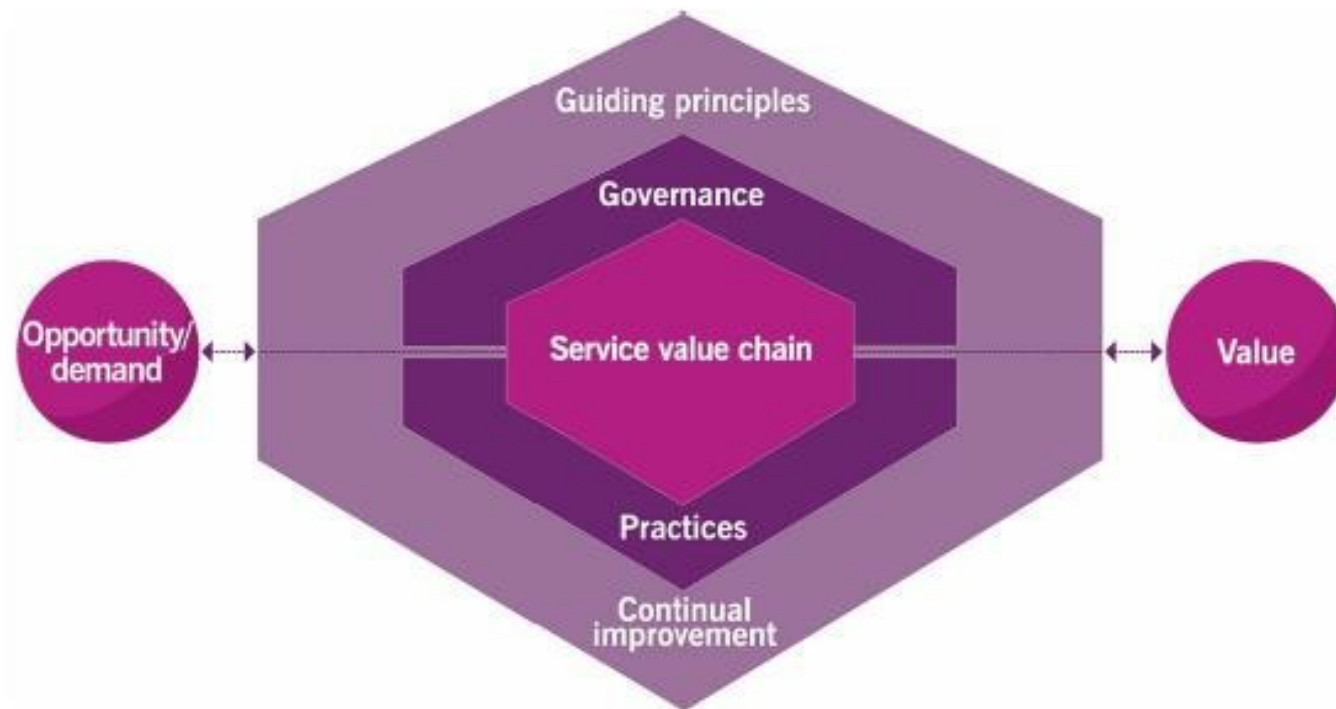 Guiding principles
Governance
Opportunity/
demand
Service value chain
Value
Practices
Continual
improvement